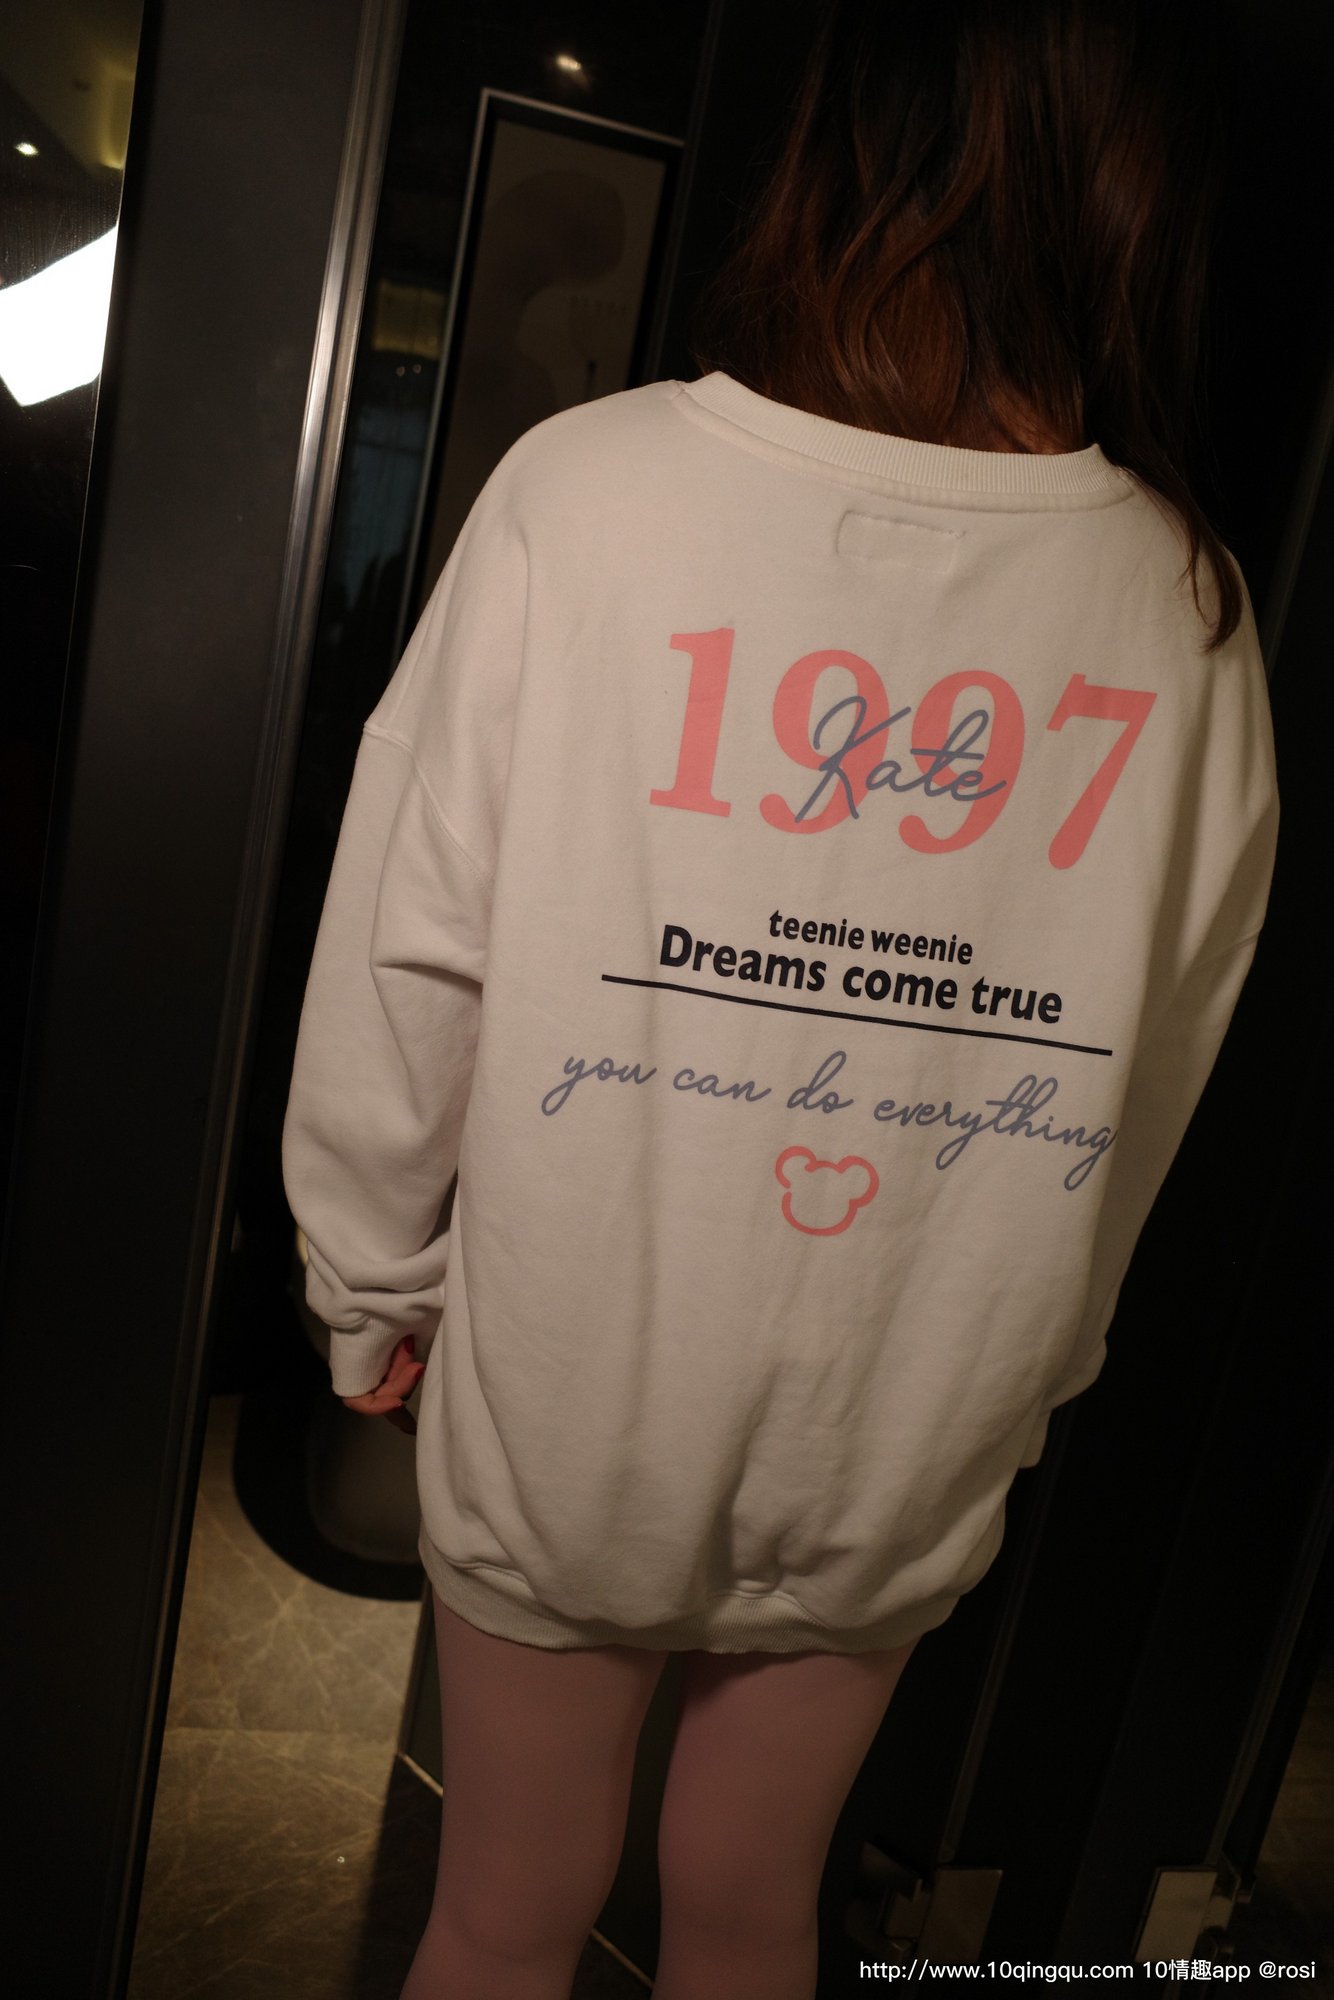 1997
Kate
teenie weenie
Dreams come true
you can do everything
http://www.10qingqu.com 10情趣app @rosi